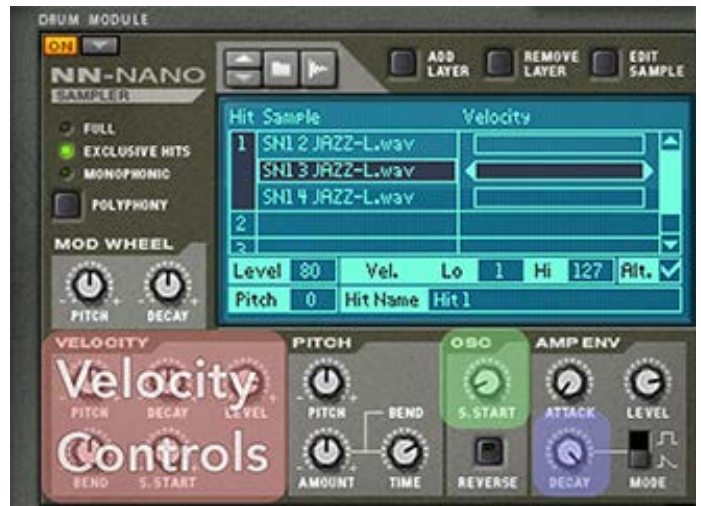 DRUM MODULE
ON
NN-NANO
SAMPLER
ADD LAYER
REMOVE LAYER
EDIT SAMPLE
FULL
EXCLUSIVE HITS
MONOPHONIC
POLYPHONY
Hit Sample Velocity
1 SN1 2 JAZZ-L.wav
SN1 3 JAZZ-L.wav
SN1 4 JAZZ-L.wav
2
3
Level 80 Vel. Lo 1 Hi 127 Alt.
Pitch 0 Hit Name Hit 1
MOD WHEEL
PITCH DECAY
VELOCITY PITCH OSC AMP ENV
Velocity
PITCH DECAY LEVEL PITCH BEND S.START ATTACK LEVEL
Controls
BEND S.START AMOUNT TIME REVERSE DECAY MODE